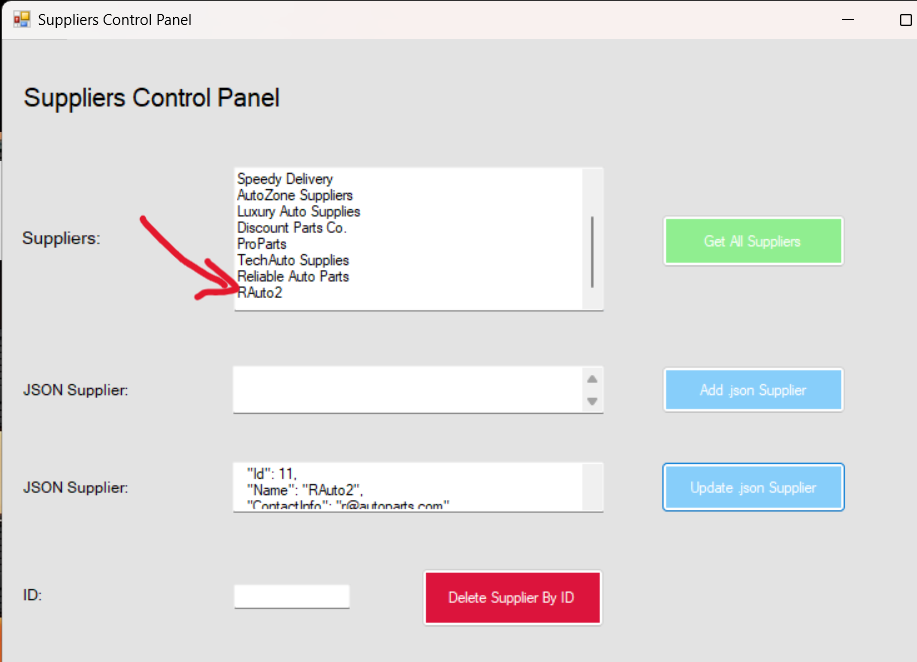 Suppliers Control Panel
Suppliers Control Panel
Suppliers:
Speedy Delivery
AutoZone Suppliers
Luxury Auto Supplies
Discount Parts Co.
ProParts
TechAuto Supplies
Reliable Auto Parts
RAuto2
Get All Suppliers
JSON Supplier:
Add .json Supplier
JSON Supplier:
"Id": 11,
"Name": "RAuto2",
"ContactInfo": "r@autoparts.com"
Update .json Supplier
ID:
Delete Supplier By ID